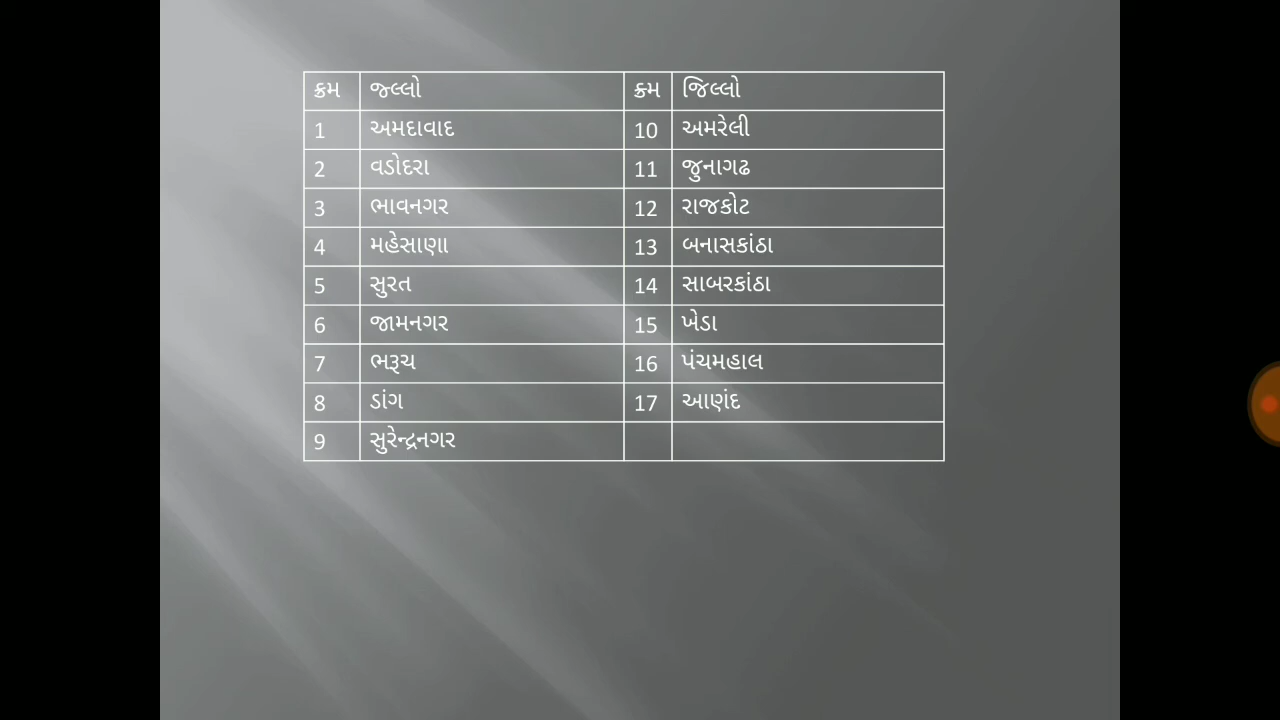 ક્રમ જ્લ્લો ક્રમ જિલ્લો
1 અમદાવાદ 10 અમરેલી
2 વડોદરા 11 જુનાગઢ
3 ભાવનગર 12 રાજકોટ
4 મહેસાણા 13 બનાસકાંઠા
5 સુરત 14 સાબરકાંઠા
6 જામનગર 15 ખેડા
7 ભરૂચ 16 પંચમહાલ
8 ડાંગ 17 આણંદ
9 સુરેન્દ્રનગર